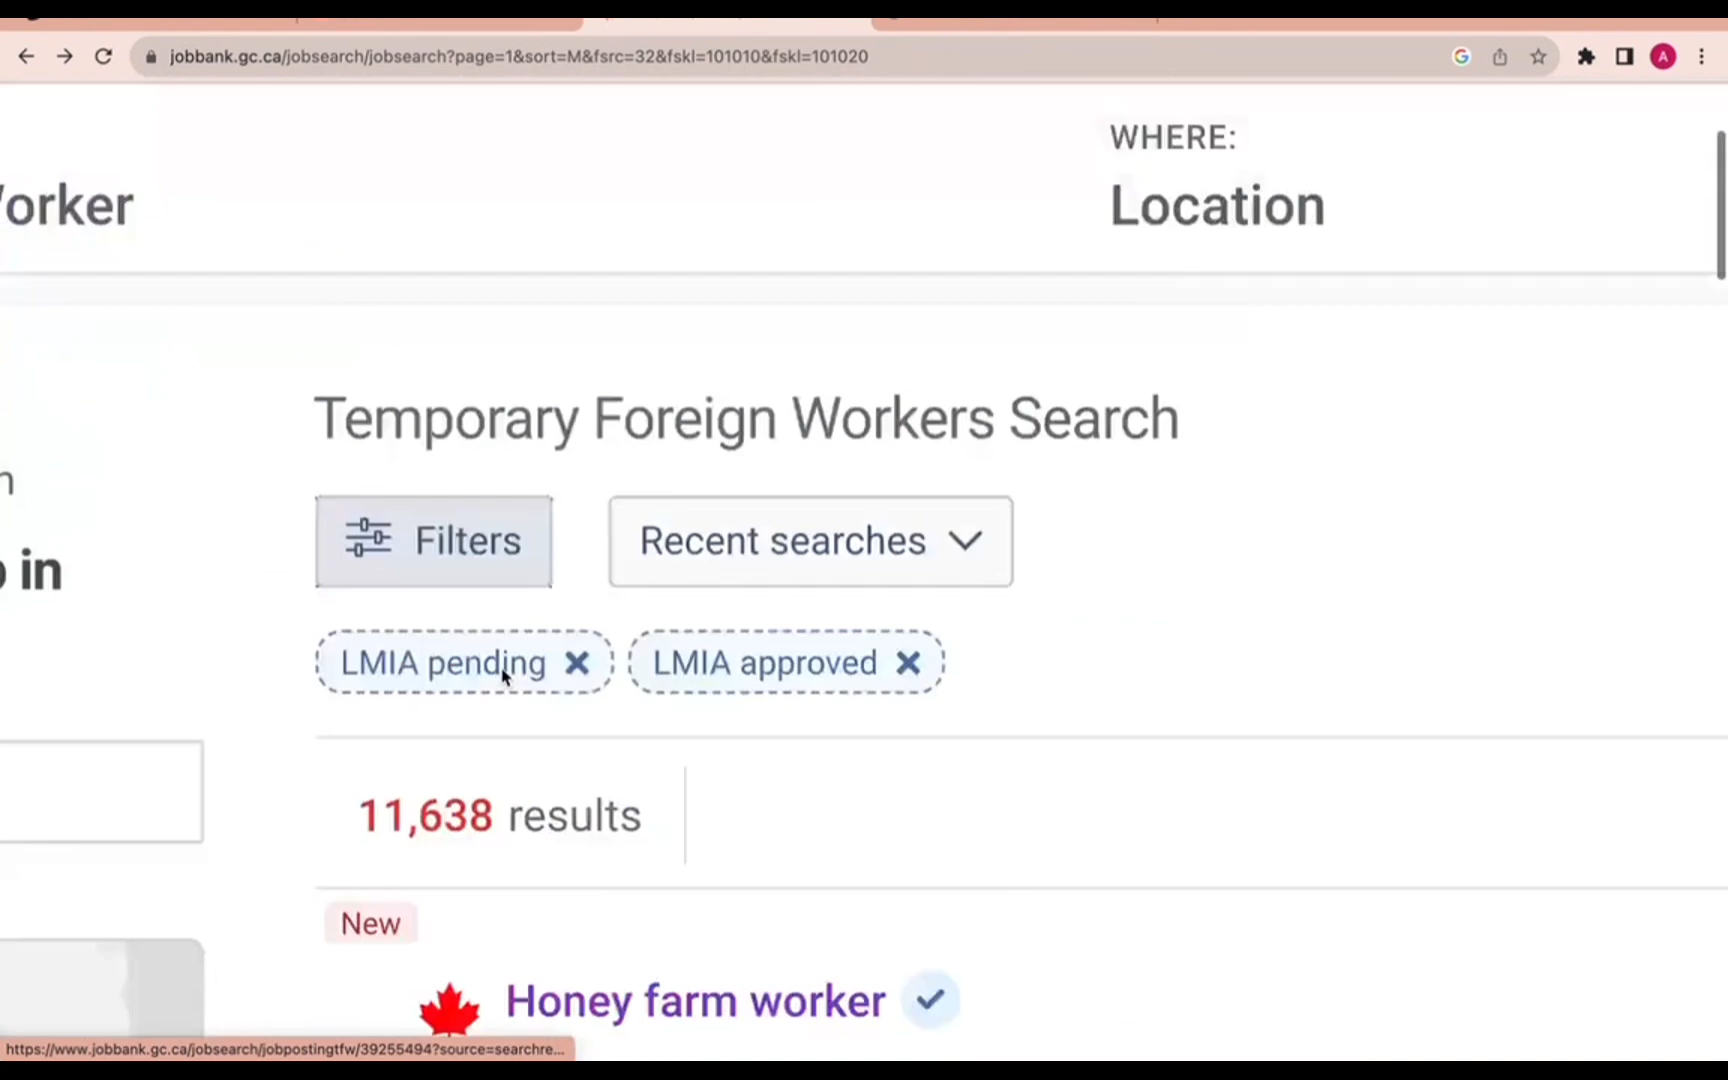 jobbank.gc.ca/jobsearch/jobsearch?page=1&sort=M&fsrc=32&fskl=101010&fskl=101020
A
WHERE:
orker
Location
Temporary Foreign Workers Search
n
Filters
Recent searches
in
LMIA pending
LMIA approved
11,638 results
New
Honey farm worker
https://www.jobbank.gc.ca/jobsearch/jobpostingtfw/39255494?source=searchre...